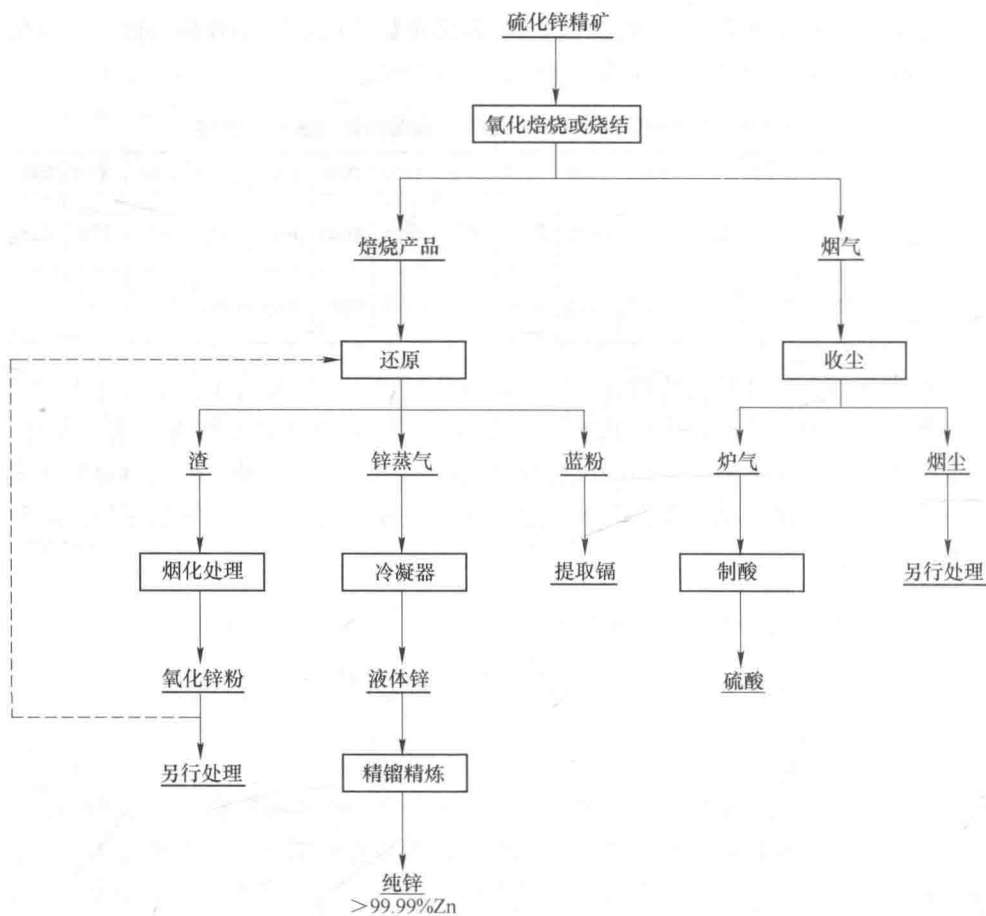 硫化锌精矿
氧化焙烧或烧结
焙烧产品
烟气
还原
收尘
渣
锌蒸气
蓝粉
炉气
烟尘
烟化处理
冷凝器
提取镉
制酸
另行处理
氧化锌粉
液体锌
硫酸
另行处理
精镏精炼
纯锌
>99.99%Zn